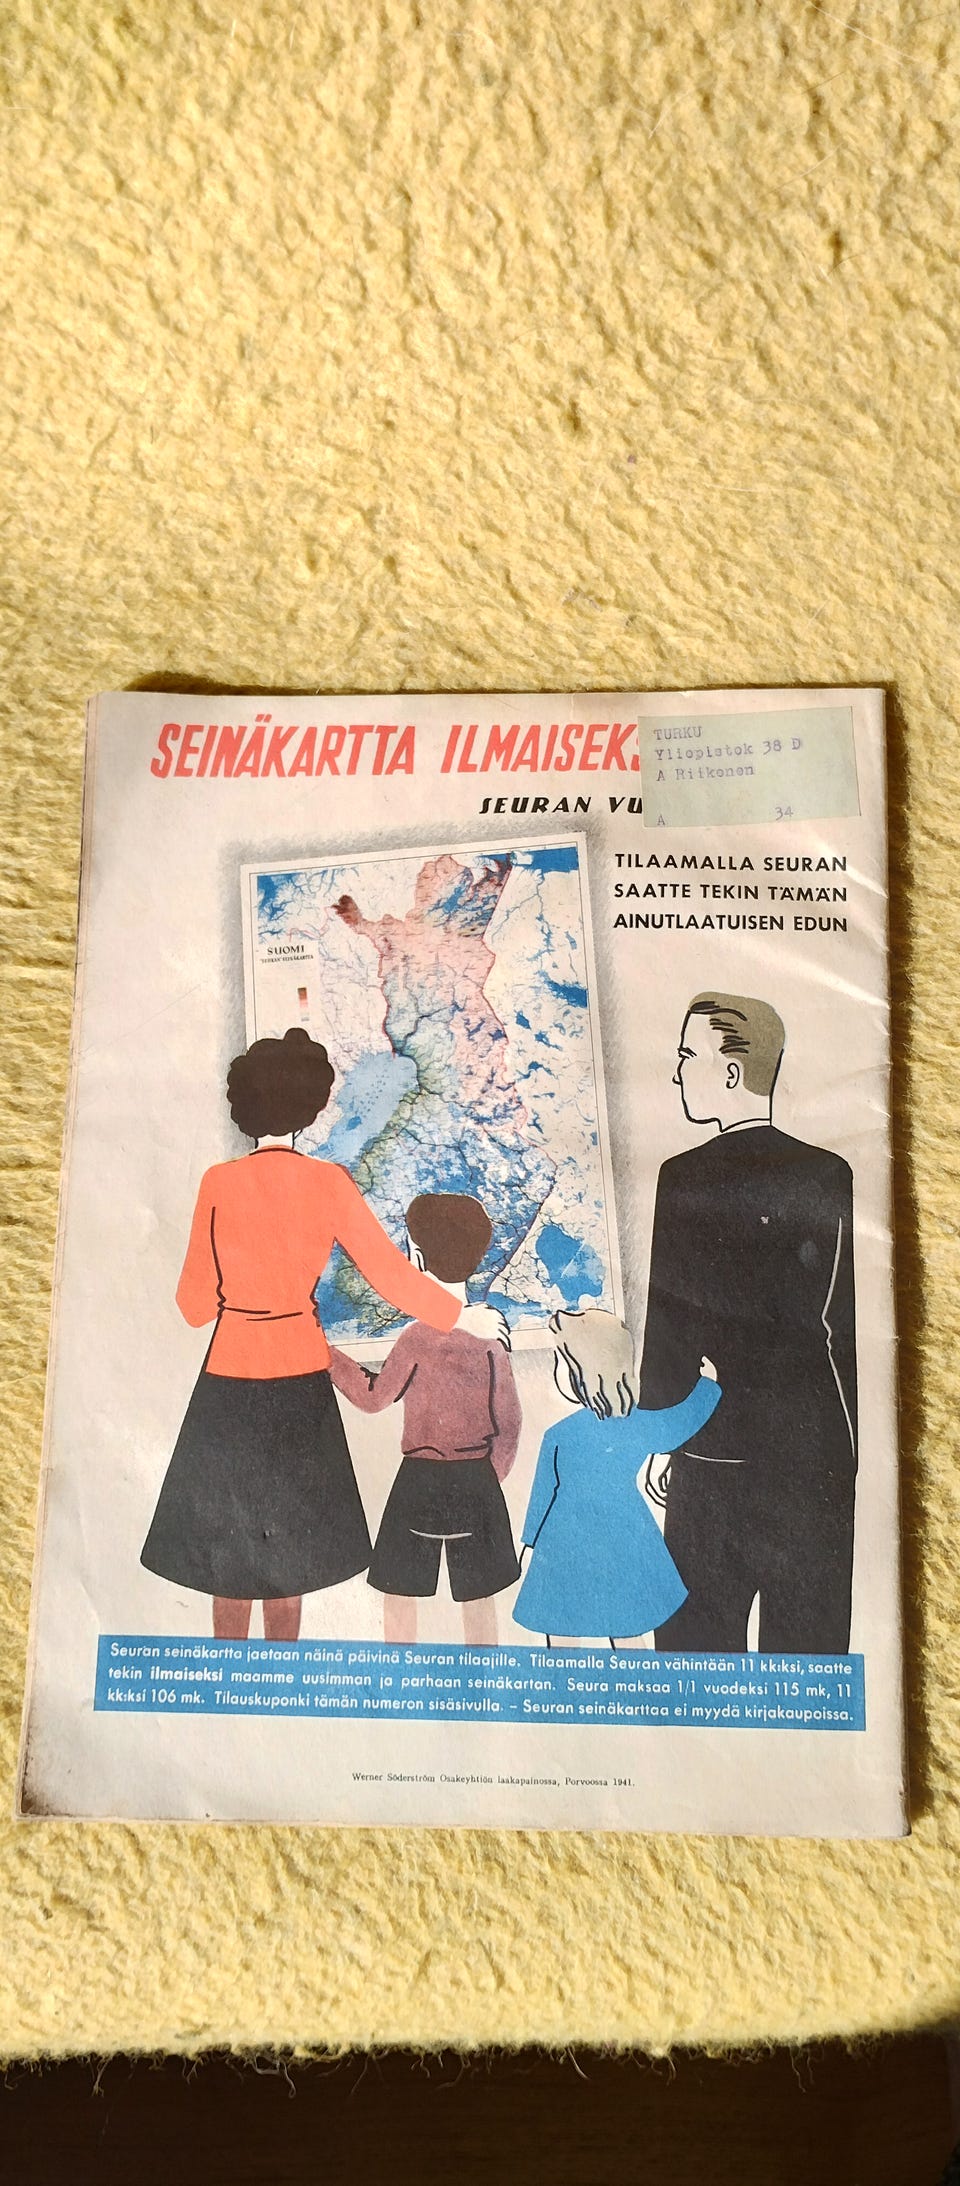 SEINÄKARTTA ILMAISEKS
TURKU
Yliopistok 38 D
A Riikonen
A 34
SEURAN VU
TILAAMALLA SEURAN
SAATTE TEKIN TÄMÄN
AINUTLAATUISEN EDUN
SUOMI
"SEURAN" SEINÄKARTTA
Seuran seinäkartta jaetaan näinä päivinä Seuran tilaajille. Tilaamalla Seuran vähintään 11 kk:ksi, saatte
tekin ilmaiseksi maamme uusimman ja parhaan seinäkartan. Seura maksaa 1/1 vuodeksi 115 mk, 11
kk:ksi 106 mk. Tilauskuponki tämän numeron sisäsivulla. – Seuran seinäkarttaa ei myydä kirjakaupoissa.
Werner Söderström Osakeyhtiön laakapainossa, Porvoossa 1941.